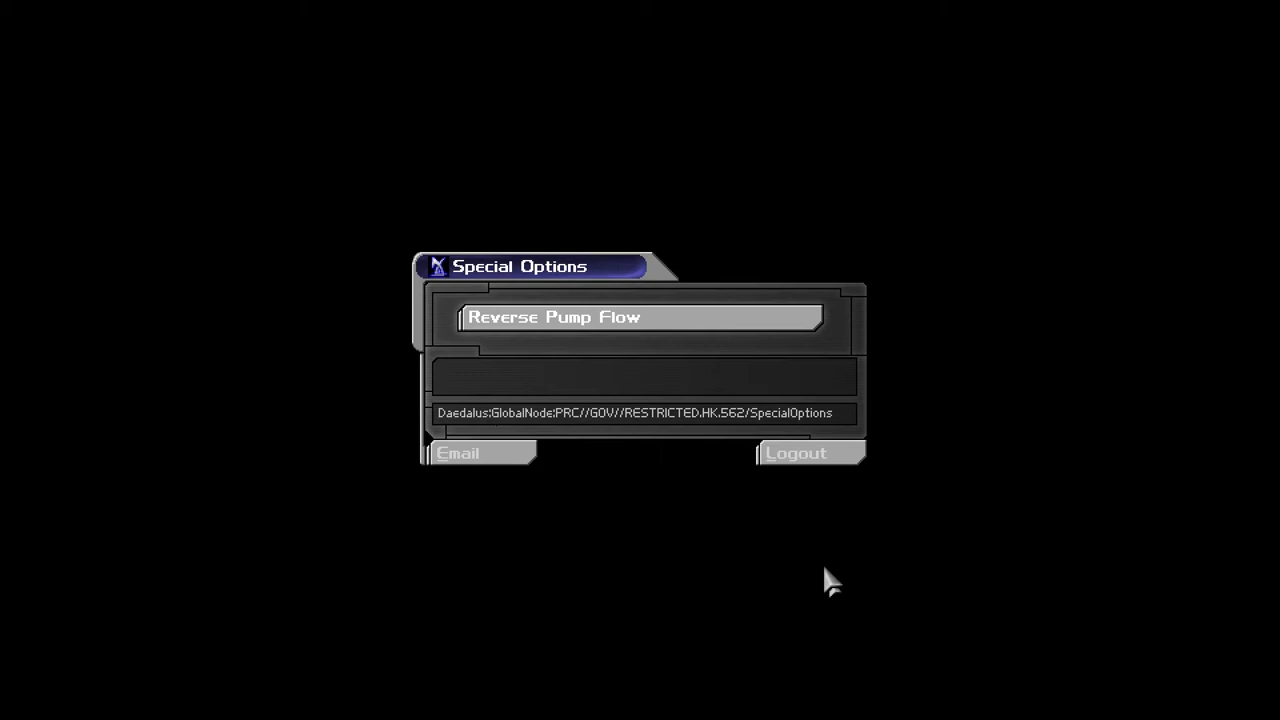 Special Options
Reverse Pump Flow
Daedalus:GlobalNode:PRC//GOV//RESTRICTED.HK.562/SpecialOptions
Email
Logout